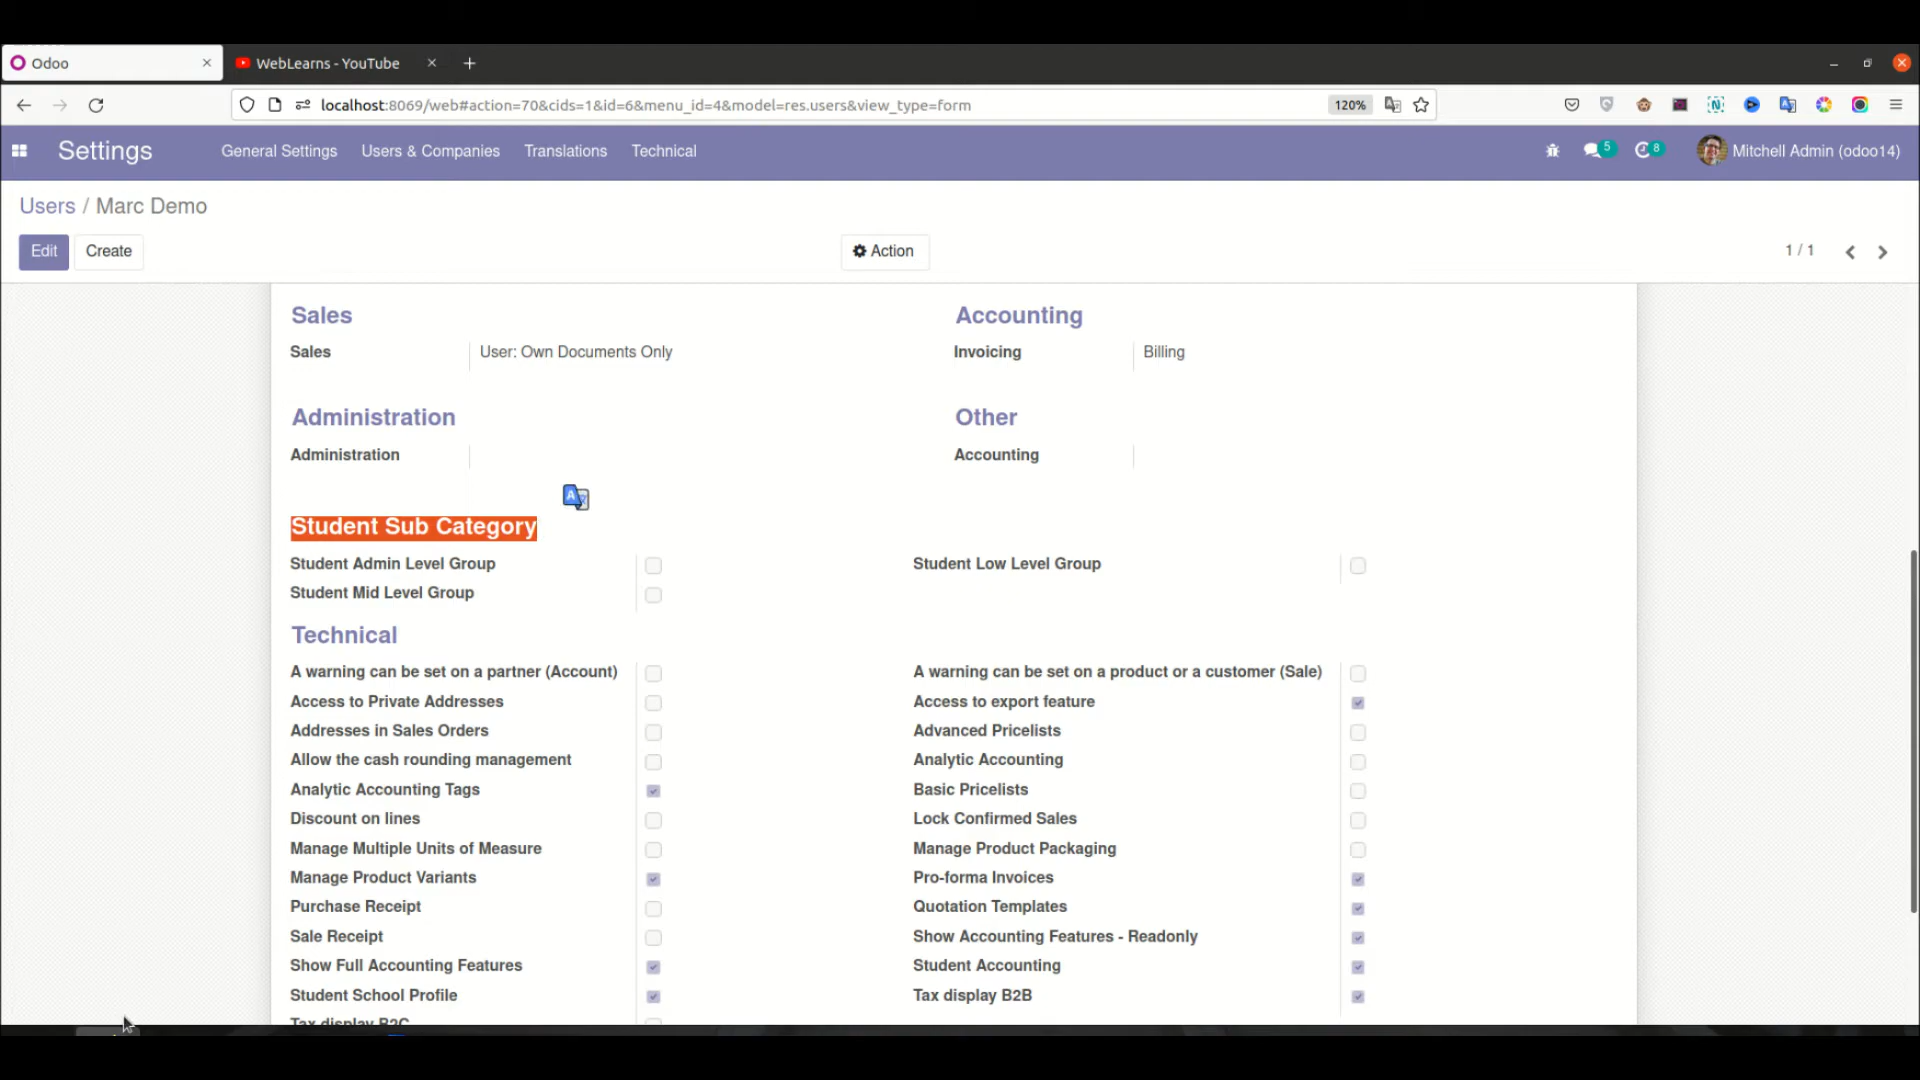 Odoo
WebLearns - YouTube
localhost:8069/web#action=70&cids=1&id=6&menu_id=4&model=res.users&view_type=form
120%
Settings
General Settings
Users & Companies
Translations
Technical
5
8
Mitchell Admin (odoo14)
Users / Marc Demo
Edit
Create
Action
1 / 1
Sales
Sales
User: Own Documents Only
Accounting
Invoicing
Billing
Administration
Administration
Other
Accounting
Student Sub Category
Student Admin Level Group
Student Low Level Group
Student Mid Level Group
Technical
A warning can be set on a partner (Account)
A warning can be set on a product or a customer (Sale)
Access to Private Addresses
Access to export feature
Addresses in Sales Orders
Advanced Pricelists
Allow the cash rounding management
Analytic Accounting
Analytic Accounting Tags
Basic Pricelists
Discount on lines
Lock Confirmed Sales
Manage Multiple Units of Measure
Manage Product Packaging
Manage Product Variants
Pro-forma Invoices
Purchase Receipt
Quotation Templates
Sale Receipt
Show Accounting Features - Readonly
Show Full Accounting Features
Student Accounting
Student School Profile
Tax display B2B
Tax display B2C